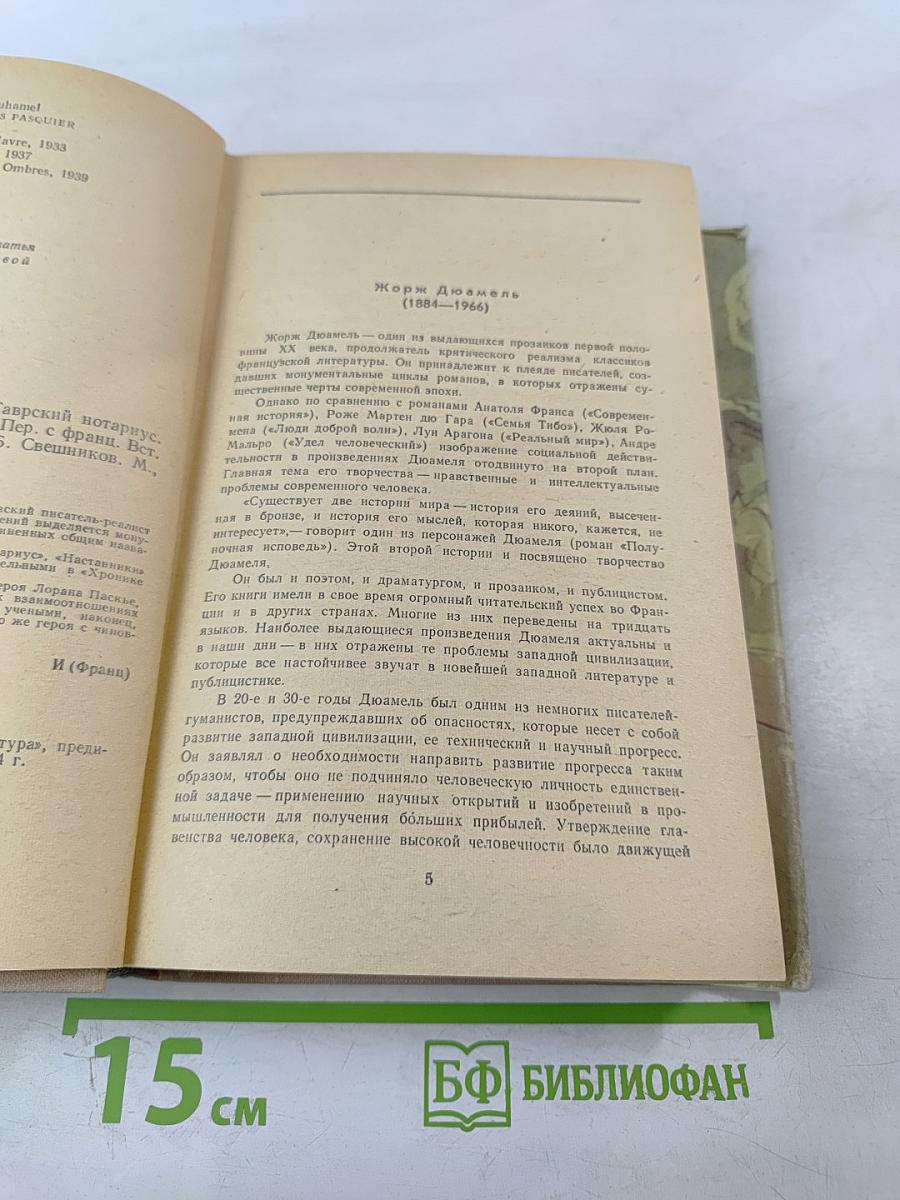 uhamel
S PASQUIER
avre, 1933
1937
Ombres, 1939
атья
вой
аврский нотариус.
Пер. с франц. Вст.
Б. Свешников. М.,
вский писатель-реалист
ений выделяется мону-
иненных общим назва-
ариус», «Наставники»
ельными в «Хронике
ероя Лорана Паскье,
х взаимоотношениях
учеными, наконец,
о же героя с чинов-
И (Франц)
тура», преди-
4 г.
Жорж Дюамель
(1884—1966)
Жорж Дюамель — один из выдающихся прозаиков первой поло-
вины XX века, продолжатель критического реализма классиков
французской литературы. Он принадлежит к плеяде писателей, соз-
давших монументальные циклы романов, в которых отражены су-
щественные черты современной эпохи.
Однако по сравнению с романами Анатоля Франса («Современ-
ная история»), Роже Мартен дю Гара («Семья Тибо»), Жюля Ро-
мена («Люди доброй воли»), Луи Арагона («Реальный мир»), Андре
Мальро («Удел человеческий») изображение социальной действи-
тельности в произведениях Дюамеля отодвинуто на второй план.
Главная тема его творчества — нравственные и интеллектуальные
проблемы современного человека.
«Существует две истории мира — история его деяний, высечен-
ная в бронзе, и история его мыслей, которая никого, кажется, не
интересует»,— говорит один из персонажей Дюамеля (роман «Полу-
ночная исповедь»). Этой второй истории и посвящено творчество
Дюамеля,
Он был и поэтом, и драматургом, и прозаиком, и публицистом.
Его книги имели в свое время огромный читательский успех во Фран-
ции и в других странах. Многие из них переведены на тридцать
языков. Наиболее выдающиеся произведения Дюамеля актуальны и
в наши дни — в них отражены те проблемы западной цивилизации,
которые все настойчивее звучат в новейшей западной литературе и
публицистике.
В 20-е и 30-е годы Дюамель был одним из немногих писателей-
гуманистов, предупреждавших об опасностях, которые несет с собой
развитие западной цивилизации, ее технический и научный прогресс.
Он заявлял о необходимости направить развитие прогресса таким
образом, чтобы оно не подчиняло человеческую личность единствен-
ной задаче — применению научных открытий и изобретений в про-
мышленности для получения бо́льших прибылей. Утверждение гла-
венства человека, сохранение высокой человечности было движущей
5
15 см
БФ БИБЛИОФАН